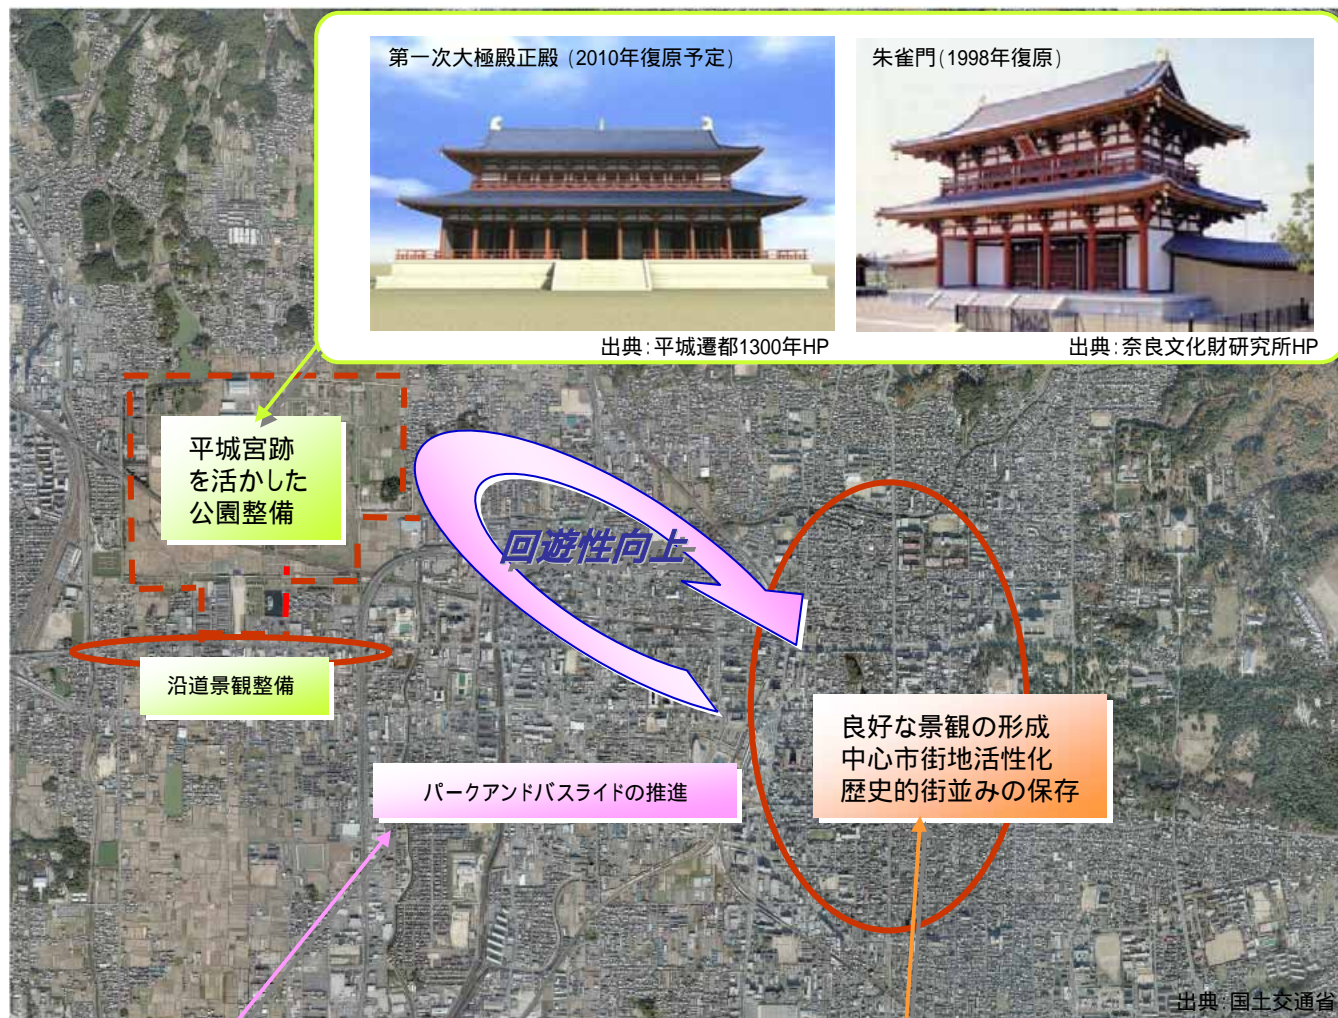 第一次大極殿正殿（2010年復原予定）
朱雀門（1998年復原）
出典：平城遷都1300年HP
出典：奈良文化財研究所HP
平城宮跡
を活かした
公園整備
回遊性向上
沿道景観整備
良好な景観の形成
中心市街地活性化
歴史的街並みの保存
パークアンドバスライドの推進
出典：国土交通省